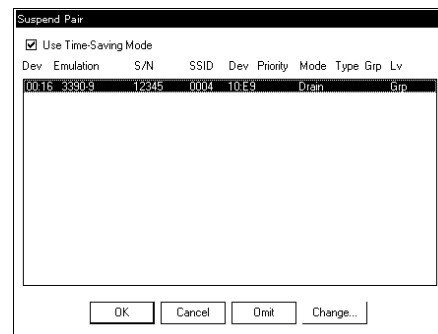 Suspend Pair
Use Time-Saving Mode
Dev Emulation S/N SSID Dev Priority Mode Type Grp Lv
00:16 3390-9 12345 0004 10:E9 Drain Grp
OK Cancel Omit Change...